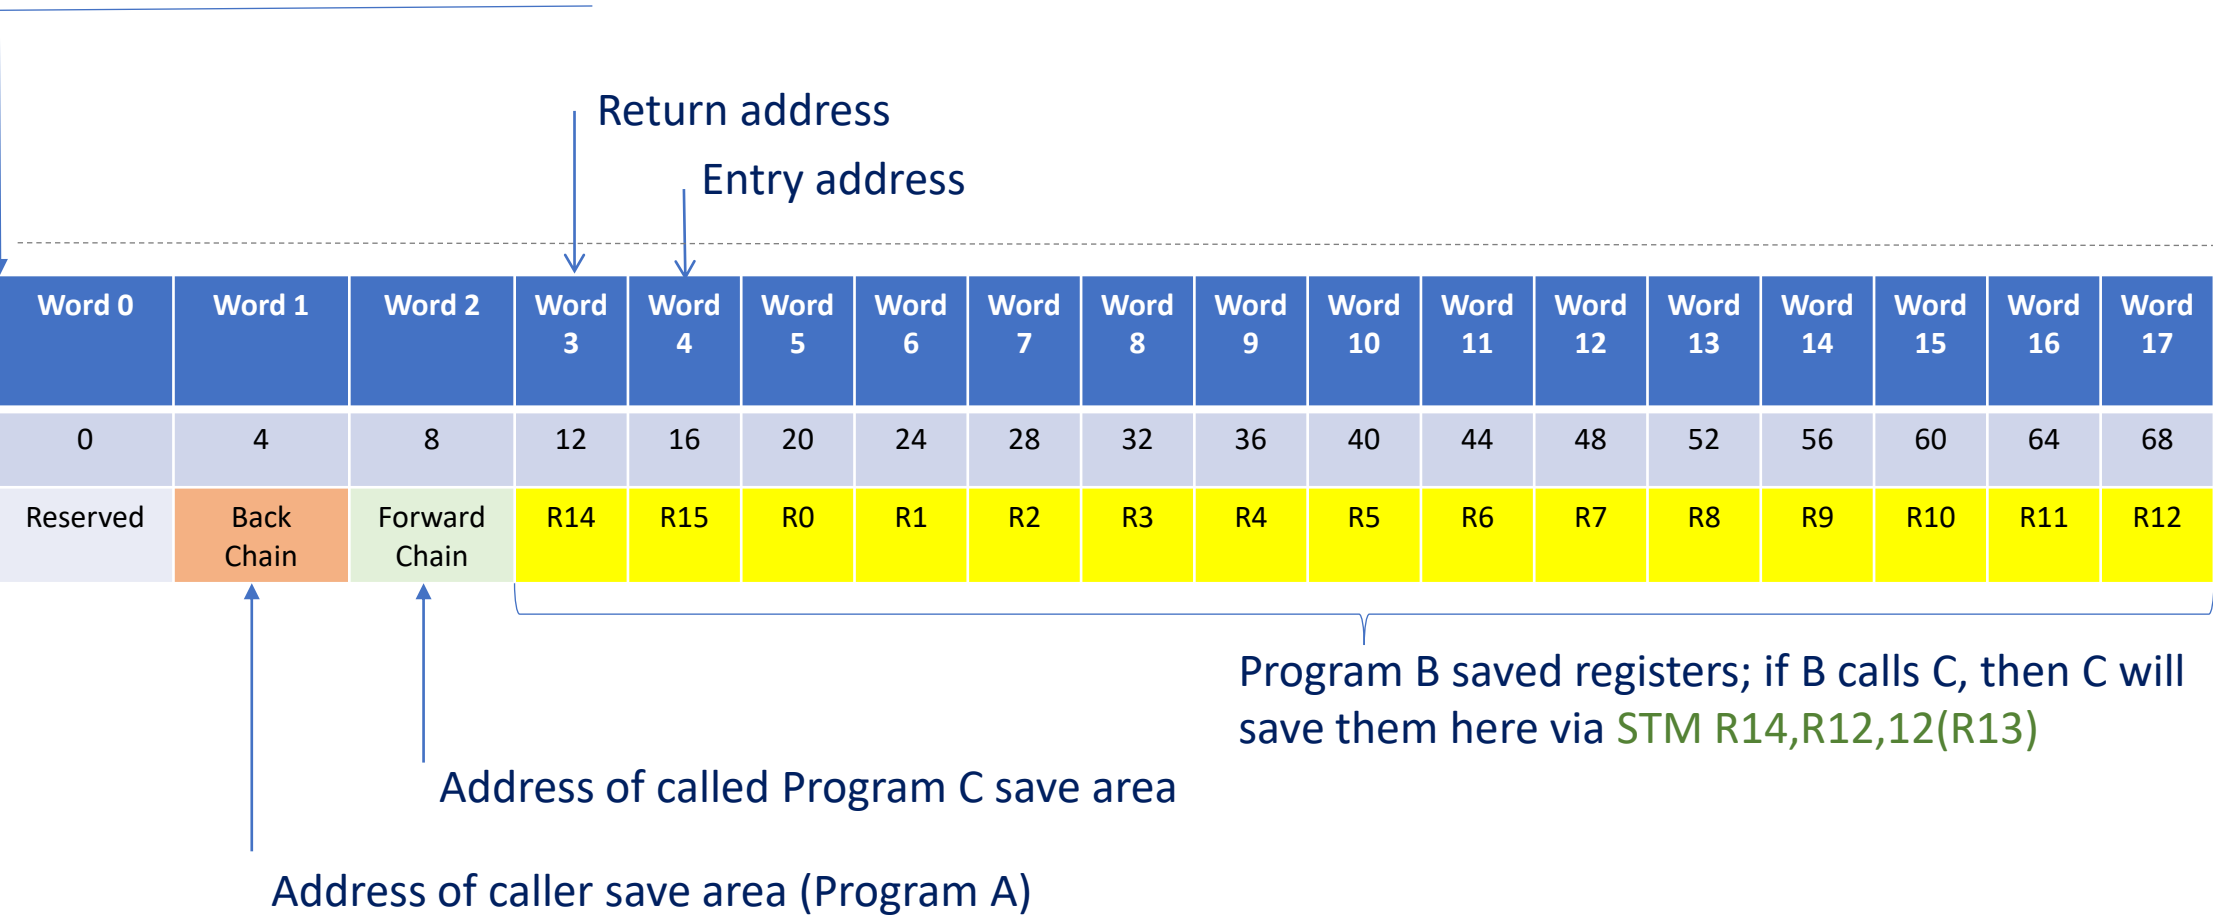 Return address
Entry address
Word 0 Word 1 Word 2 Word 3 Word 4 Word 5 Word 6 Word 7 Word 8 Word 9 Word 10 Word 11 Word 12 Word 13 Word 14 Word 15 Word 16 Word 17
0 4 8 12 16 20 24 28 32 36 40 44 48 52 56 60 64 68
Reserved Back Chain Forward Chain R14 R15 R0 R1 R2 R3 R4 R5 R6 R7 R8 R9 R10 R11 R12
Program B saved registers; if B calls C, then C will
save them here via STM R14,R12,12(R13)
Address of called Program C save area
Address of caller save area (Program A)